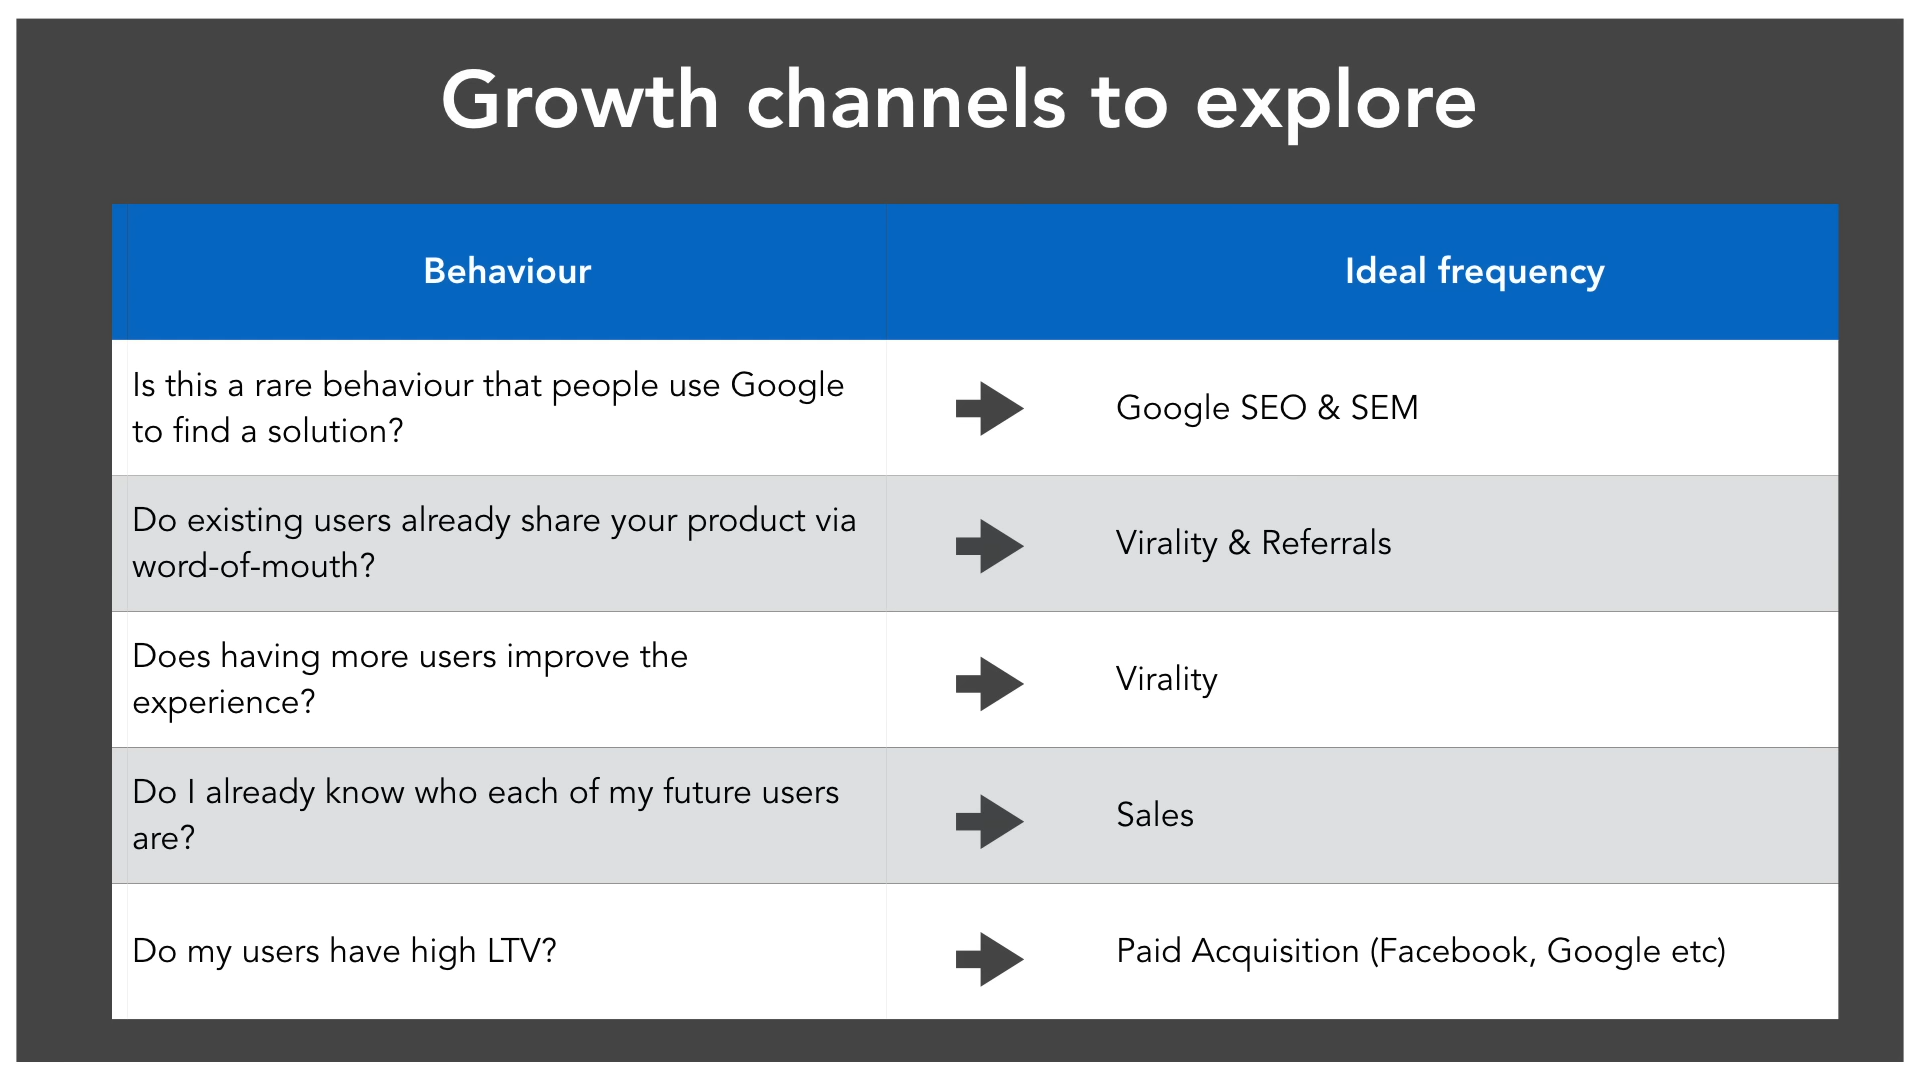 Growth channels to explore
Behaviour
Ideal frequency
Is this a rare behaviour that people use Google
to find a solution?
Google SEO & SEM
Do existing users already share your product via
word-of-mouth?
Virality & Referrals
Does having more users improve the
experience?
Virality
Do I already know who each of my future users
are?
Sales
Do my users have high LTV?
Paid Acquisition (Facebook, Google etc)